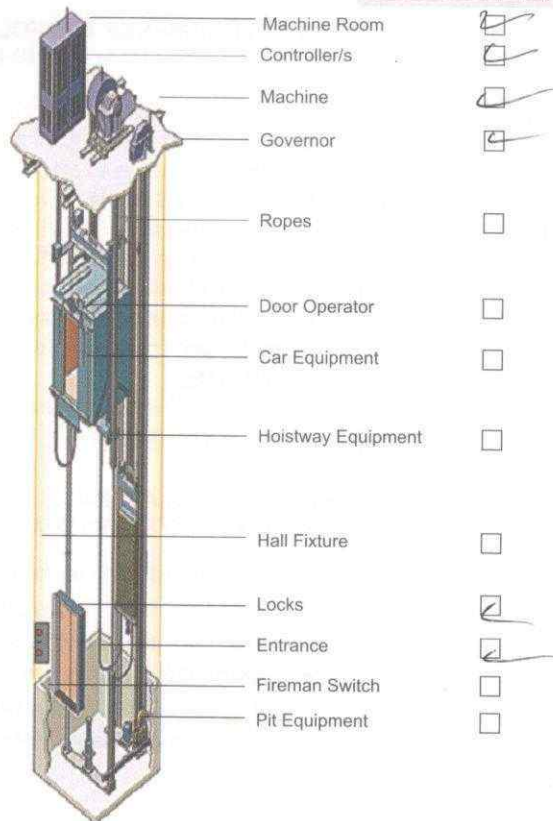 Machine Room
Controller/s
Machine
Governor
Ropes
Door Operator
Car Equipment
Hoistway Equipment
Hall Fixture
Locks
Entrance
Fireman Switch
Pit Equipment